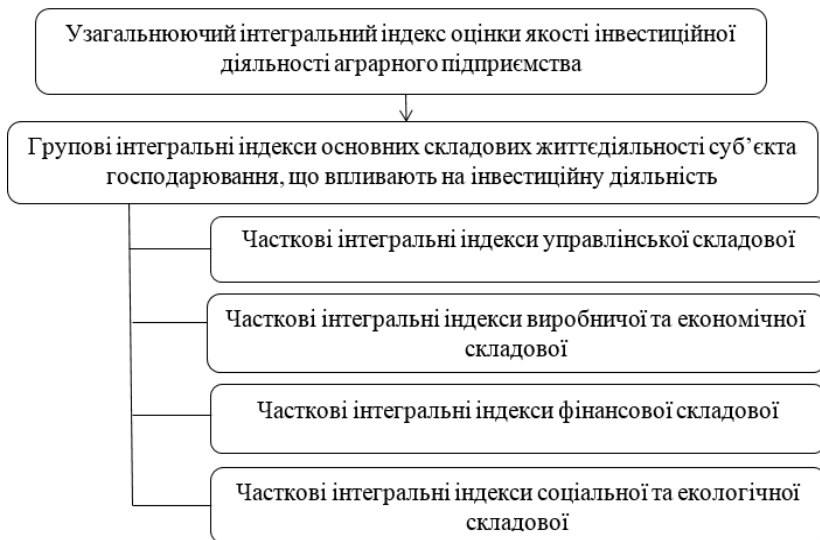 Узагальнюючий інтегральний індекс оцінки якості інвестиційної
діяльності аграрного підприємства
Групові інтегральні індекси основних складових життєдіяльності суб’єкта
господарювання, що впливають на інвестиційну діяльність
Часткові інтегральні індекси управлінської складової
Часткові інтегральні індекси виробничої та економічної
складової
Часткові інтегральні індекси фінансової складової
Часткові інтегральні індекси соціальної та екологічної
складової